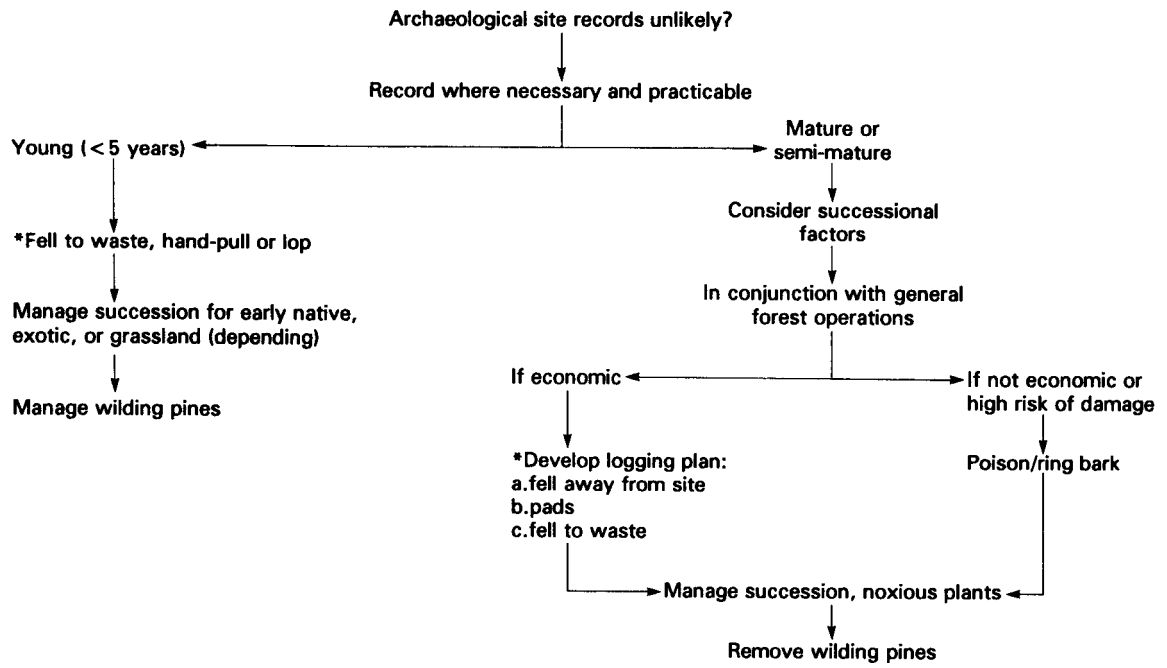 Archaeological site records unlikely?
Record where necessary and practicable
Young (<5 years)
Mature or
semi-mature
*Fell to waste, hand-pull or lop
Manage succession for early native,
exotic, or grassland (depending)
Manage wilding pines
Consider successional
factors
In conjunction with general
forest operations
If economic
If not economic or
high risk of damage
*Develop logging plan:
a.fell away from site
b.pads
c.fell to waste
Poison/ring bark
Manage succession, noxious plants
Remove wilding pines